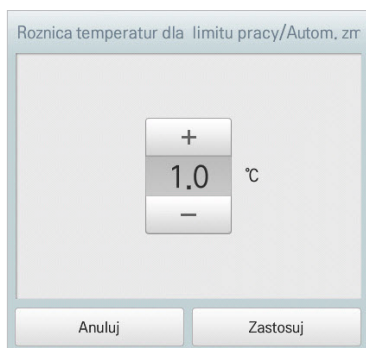 Roznica temperatur dla limitu pracy/Autom, zm
+
1.0 °C
−
Anuluj Zastosuj